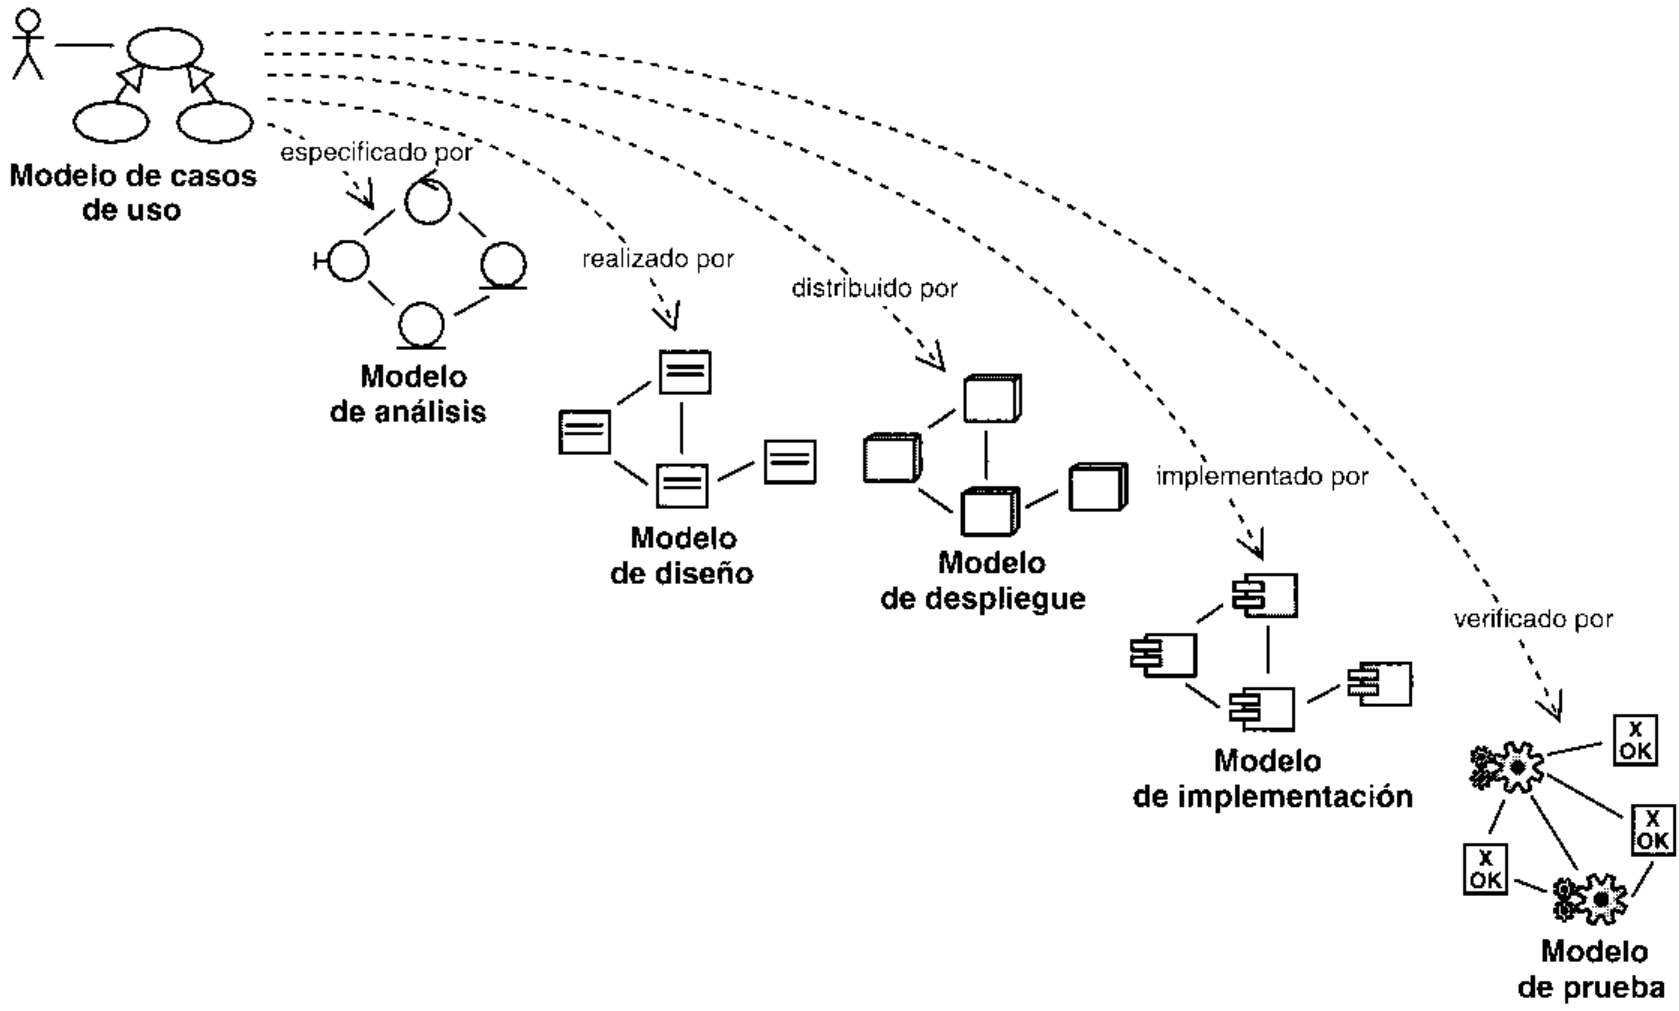 especificado por
Modelo de casos
de uso
realizado por
distribuido por
Modelo
de análisis
implementado por
Modelo
de diseño
Modelo
de despliegue
verificado por
X
OK
Modelo
de implementación
X
OK
X
OK
Modelo
de prueba